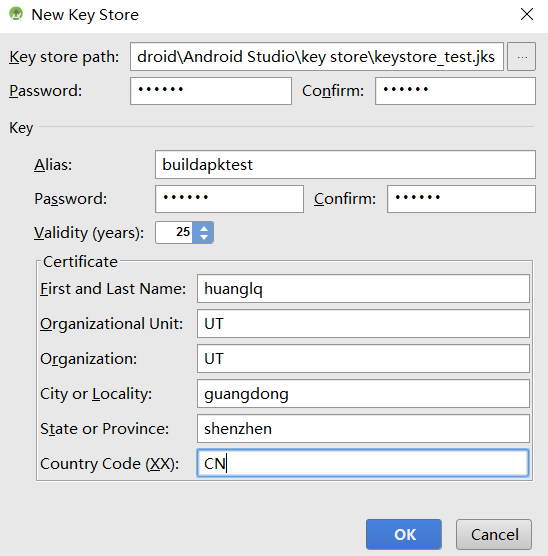 New Key Store
Key store path: droid\Android Studio\key store\keystore_test.jks ...
Password: •••••• Confirm: ••••••
Key
Alias: buildapktest
Password: •••••• Confirm: ••••••
Validity (years): 25
Certificate
First and Last Name: huanglq
Organizational Unit: UT
Organization: UT
City or Locality: guangdong
State or Province: shenzhen
Country Code (XX): CN
OK Cancel